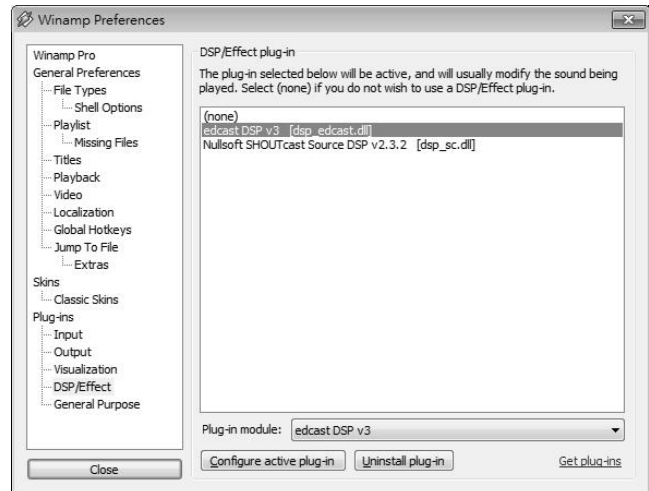 Winamp Preferences
Winamp Pro
General Preferences
File Types
Shell Options
Playlist
Missing Files
Titles
Playback
Video
Localization
Global Hotkeys
Jump To File
Extras
Skins
Classic Skins
Plug-ins
Input
Output
Visualization
DSP/Effect
General Purpose
Close
DSP/Effect plug-in
The plug-in selected below will be active, and will usually modify the sound being
played. Select (none) if you do not wish to use a DSP/Effect plug-in.
(none)
edcast DSP v3 [dsp_edcast.dll]
Nullsoft SHOUTcast Source DSP v2.3.2 [dsp_sc.dll]
Plug-in module: edcast DSP v3
Configure active plug-in Uninstall plug-in Get plug-ins